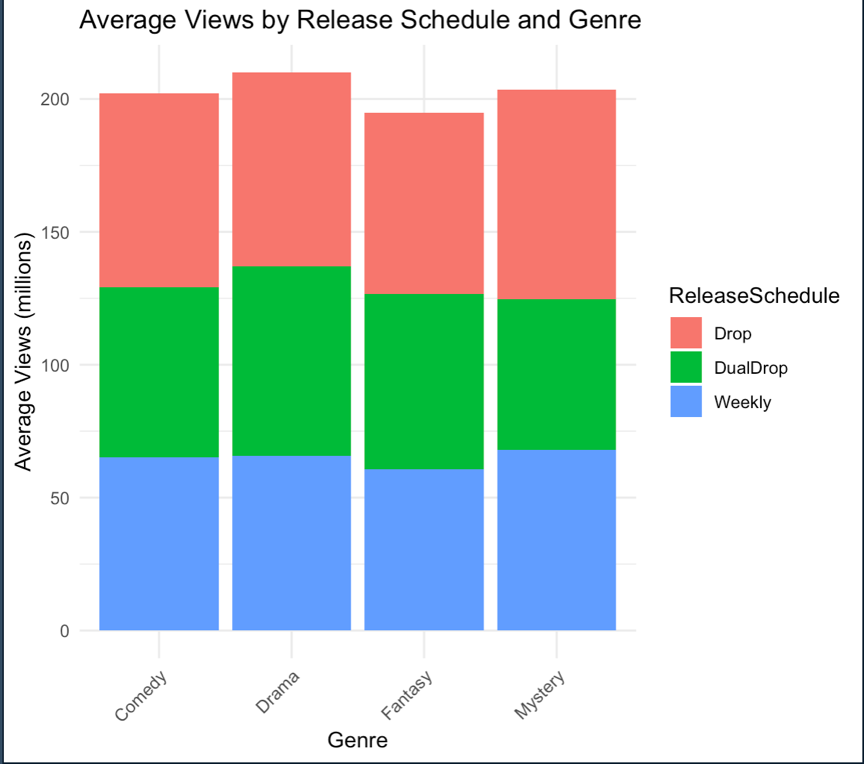 Average Views by Release Schedule and Genre
Average Views (millions)
200
150
100
50
0
Comedy
Drama
Fantasy
Mystery
Genre
ReleaseSchedule
Drop
DualDrop
Weekly